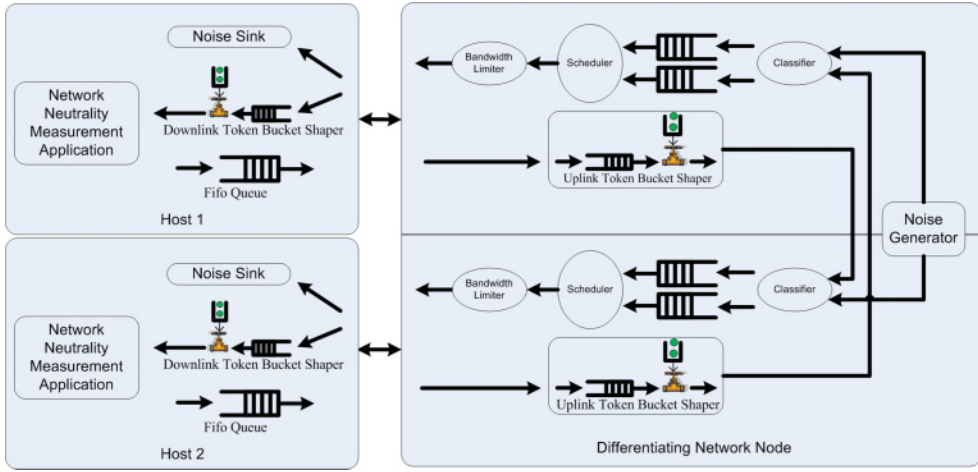 Noise Sink
Network
Neutrality
Measurement
Application
Downlink Token Bucket Shaper
Fifo Queue
Host 1
Bandwidth
Limiter
Scheduler
Classifier
Uplink Token Bucket Shaper
Noise
Generator
Noise Sink
Network
Neutrality
Measurement
Application
Downlink Token Bucket Shaper
Fifo Queue
Host 2
Bandwidth
Limiter
Scheduler
Classifier
Uplink Token Bucket Shaper
Differentiating Network Node